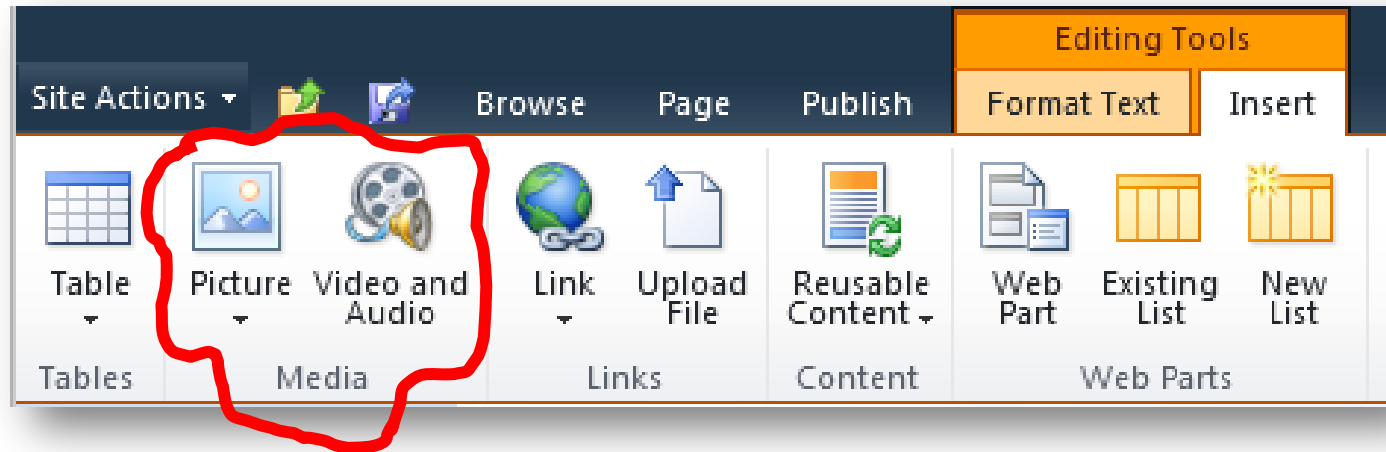 Editing Tools
Site Actions Browse Page Publish Format Text Insert
Table Picture Video and Audio Link Upload File Reusable Content Web Part Existing List New List
Tables Media Links Content Web Parts